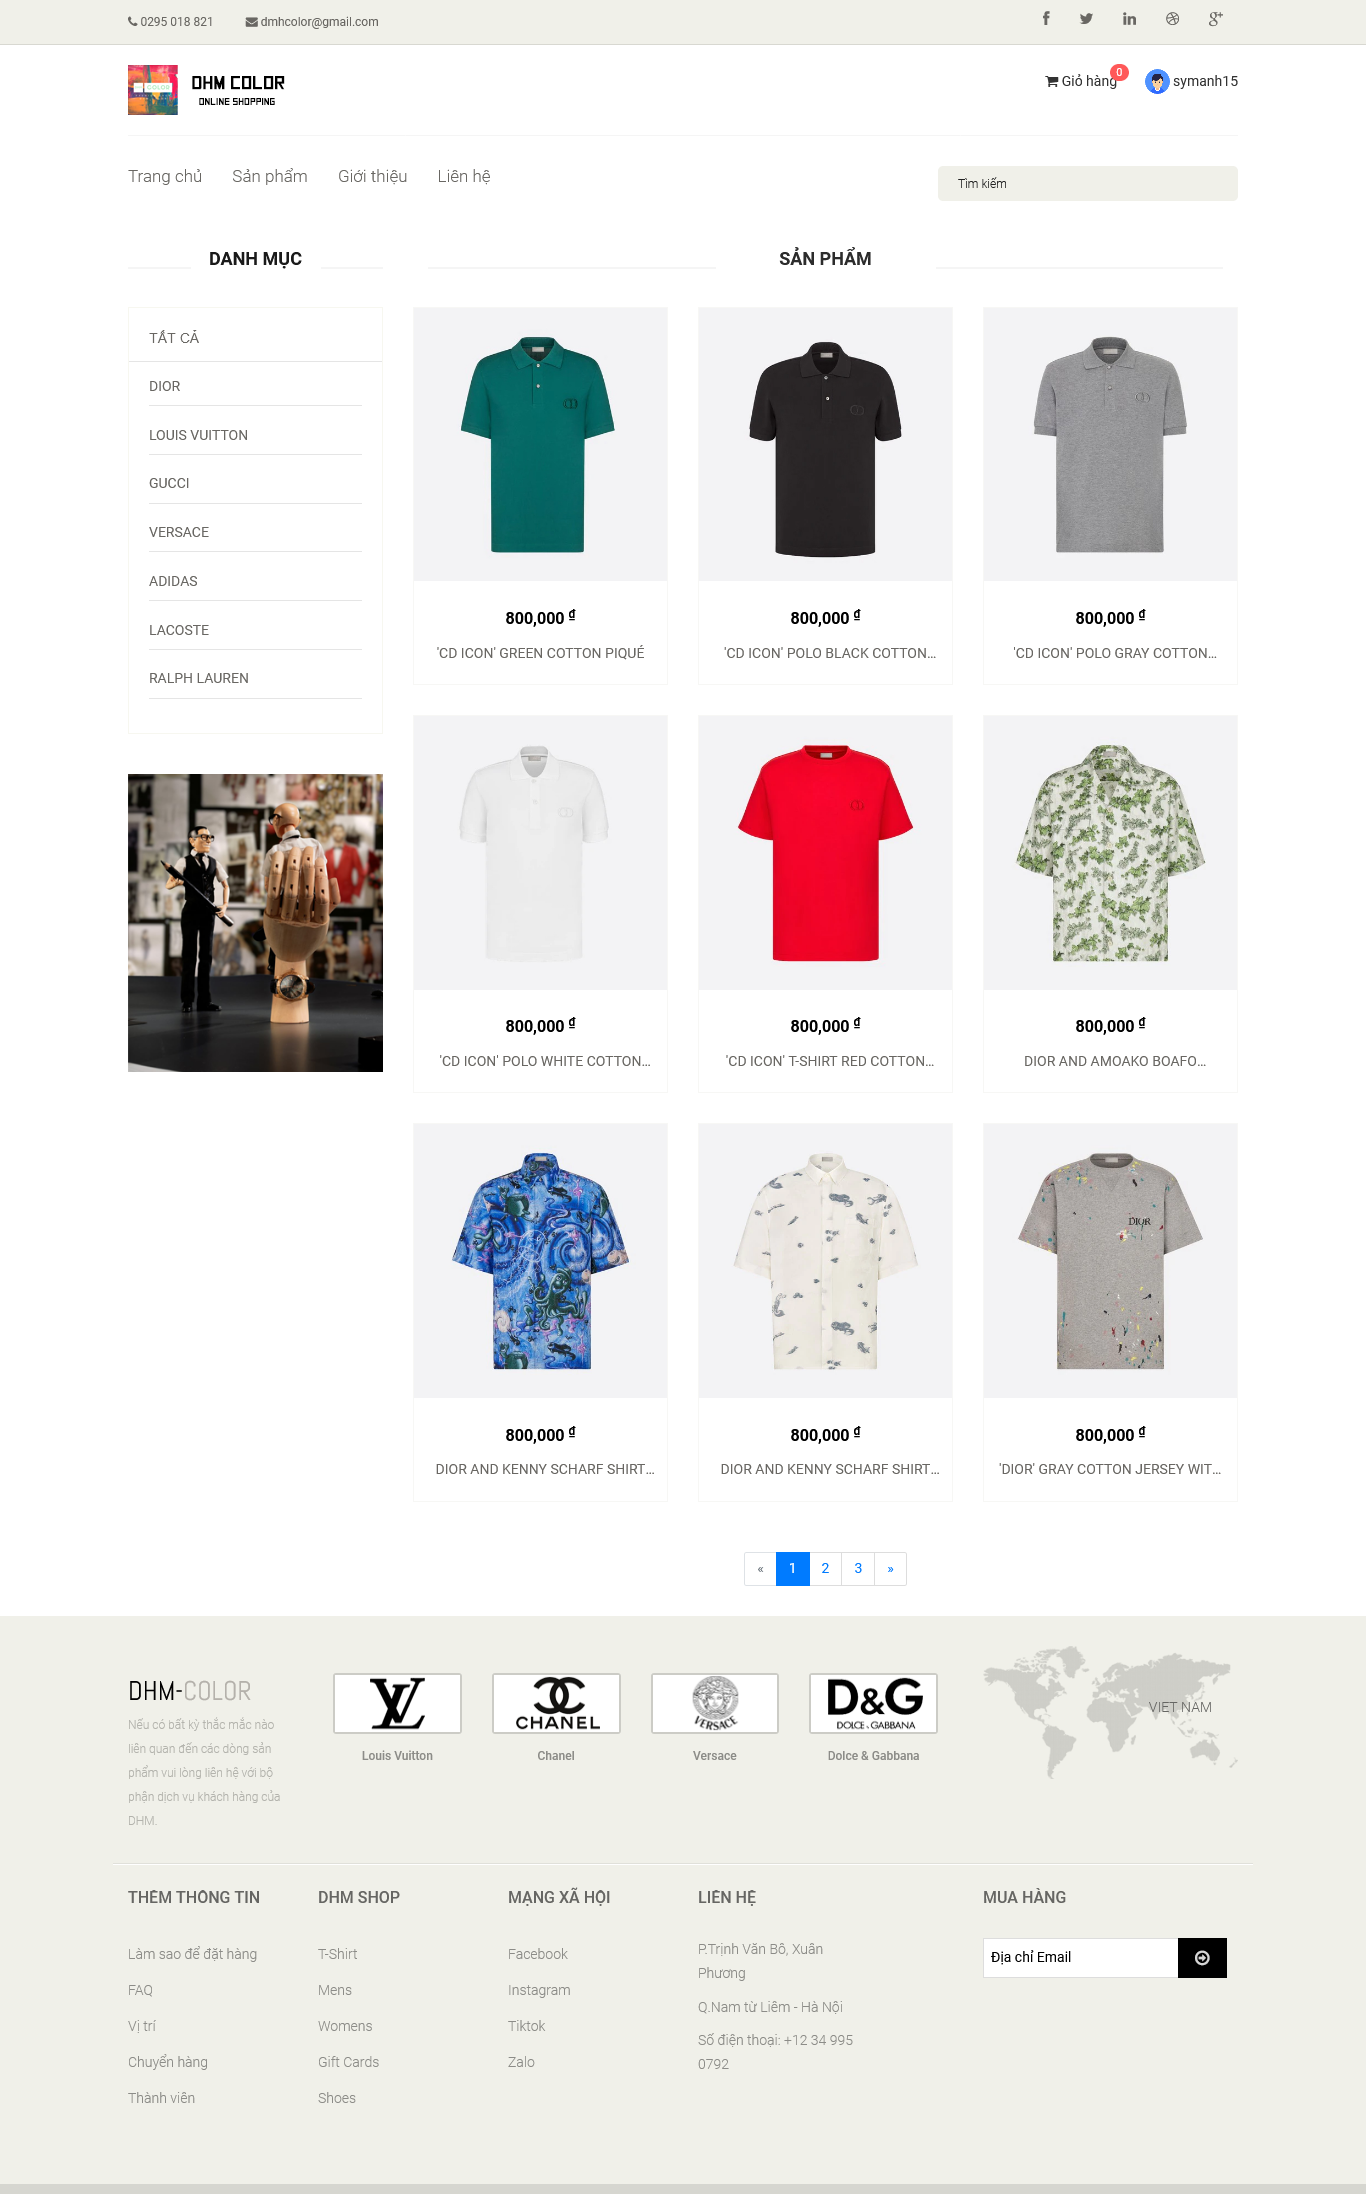 0295 018 821
dmhcolor@gmail.com
DHM COLOR
ONLINE SHOPPING
Giỏ hàng
0
symanh15
Trang chủ
Sản phẩm
Giới thiệu
Liên hệ
Tìm kiếm
DANH MỤC
SẢN PHẨM
TẤT CẢ
DIOR
LOUIS VUITTON
GUCCI
VERSACE
ADIDAS
LACOSTE
RALPH LAUREN
800,000 ₫
'CD ICON' GREEN COTTON PIQUÉ
800,000 ₫
'CD ICON' POLO BLACK COTTON...
800,000 ₫
'CD ICON' POLO GRAY COTTON...
800,000 ₫
'CD ICON' POLO WHITE COTTON...
800,000 ₫
'CD ICON' T-SHIRT RED COTTON...
800,000 ₫
DIOR AND AMOAKO BOAFO...
DIOR
800,000 ₫
DIOR AND KENNY SCHARF SHIRT...
800,000 ₫
DIOR AND KENNY SCHARF SHIRT...
800,000 ₫
'DIOR' GRAY COTTON JERSEY WIT...
« 1 2 3 »
DHM-COLOR
Nếu có bất kỳ thắc mắc nào
liên quan đến các dòng sản
phẩm vui lòng liên hệ với bộ
phận dịch vụ khách hàng của
DHM.
LV
Louis Vuitton
CHANEL
Chanel
VERSACE
Versace
D&G
DOLCE & GABBANA
Dolce & Gabbana
VIET NAM
THÊM THÔNG TIN
Làm sao để đặt hàng
FAQ
Vị trí
Chuyển hàng
Thành viên
DHM SHOP
T-Shirt
Mens
Womens
Gift Cards
Shoes
MẠNG XÃ HỘI
Facebook
Instagram
Tiktok
Zalo
LIÊN HỆ
P.Trịnh Văn Bô, Xuân
Phương
Q.Nam từ Liêm - Hà Nội
Số điện thoại: +12 34 995
0792
MUA HÀNG
Địa chỉ Email